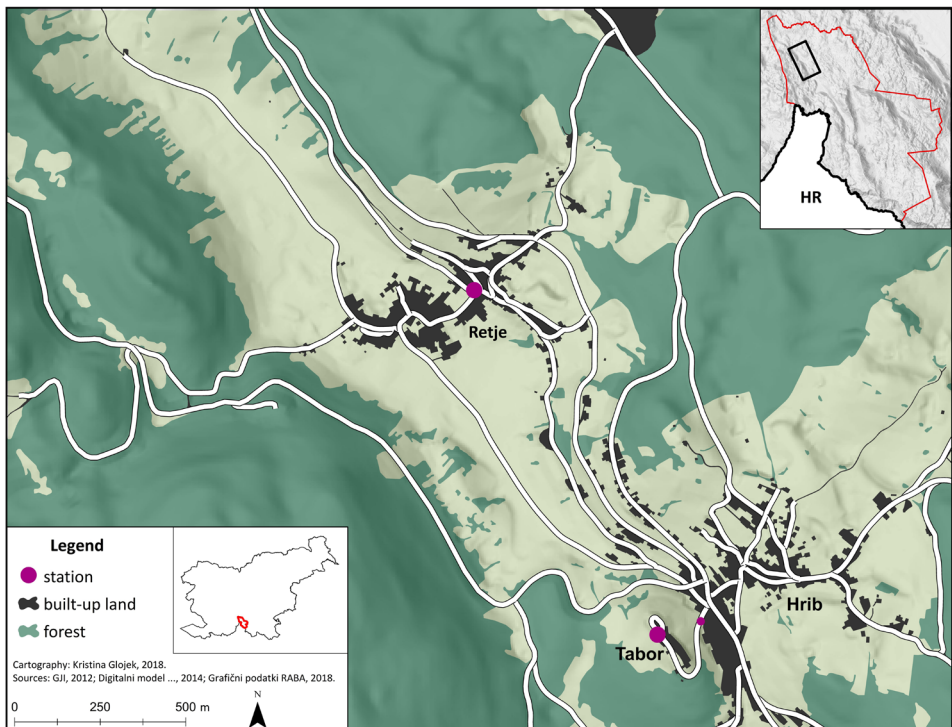 HR
Retje
Hrib
Tabor
Legend
station
built-up land
forest
Cartography: Kristina Glojek, 2018.
Sources: GJI, 2012; Digitalni model ..., 2014; Grafični podatki RABA, 2018.
N
0 250 500 m